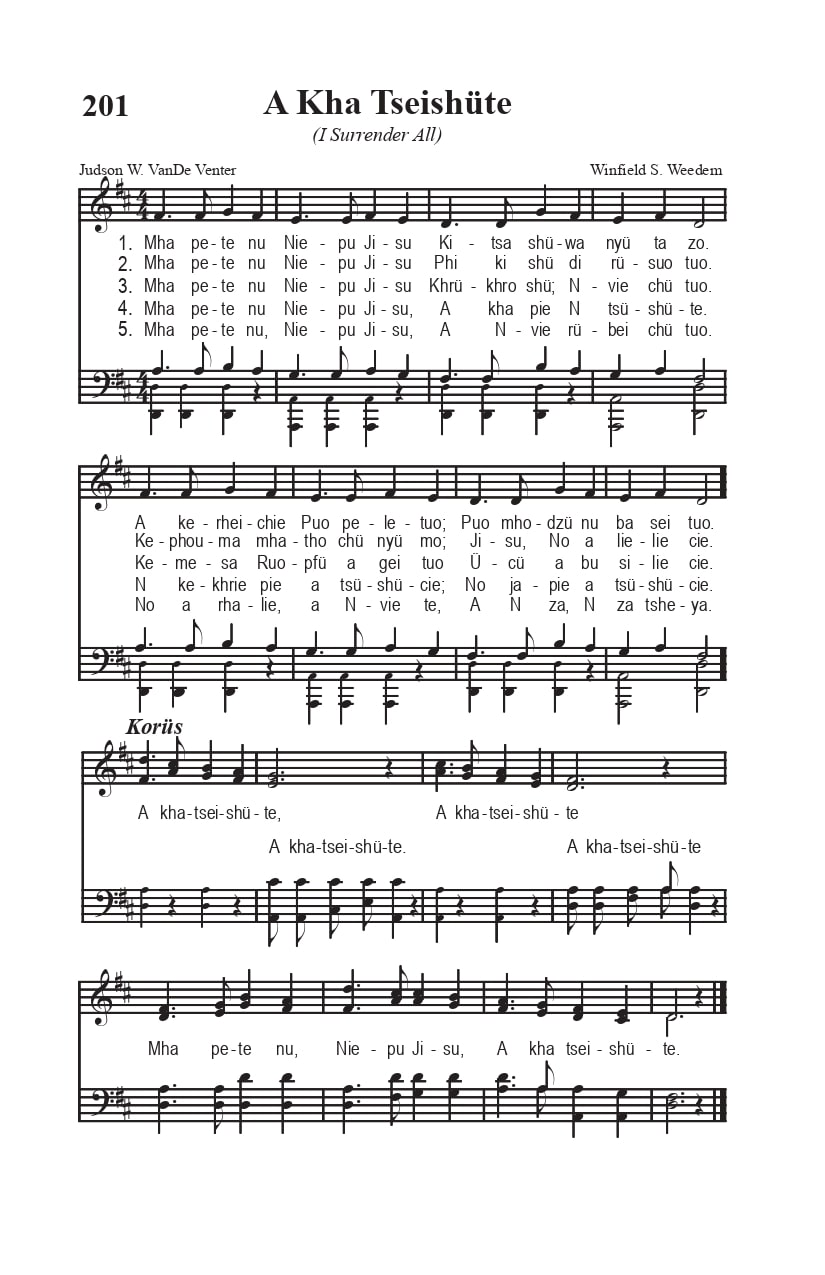 201 A Kha Tseishüte
(I Surrender All)
Judson W. VanDe Venter Winfield S. Weedem
1. Mha pe-te nu Nie - pu Ji - su Ki - tsa shü-wa nyü ta zo.
2. Mha pe-te nu Nie - pu Ji - su Phi ki shü di rü - suo tuo.
3. Mha pe-te nu Nie - pu Ji - su Khrü - khro shü; N - vie chü tuo.
4. Mha pe-te nu Nie - pu Ji - su, A kha pie N tsü - shü - te.
5. Mha pe-te nu, Nie - pu Ji - su, A N - vie rü - bei chü tuo.
A ke - rhei - chie Puo pe - le - tuo; Puo mho - dzü nu ba sei tuo.
Ke - phou - ma mha - tho chü nyü mo; Ji - su, No a lie - lie cie.
Ke - me - sa Ruo - pfü a gei tuo Ü - cü a bu si - lie cie.
N ke - khrie pie a tsü - shü - cie; No ja - pie a tsü - shü - cie.
No a rha - lie, a N - vie te, A N za, N za tshe - ya.
Korüs
A kha-tsei-shü-te, A kha-tsei-shü-te
A kha-tsei-shü-te. A kha-tsei-shü-te
Mha pe-te nu, Nie - pu Ji - su, A kha tsei - shü - te.